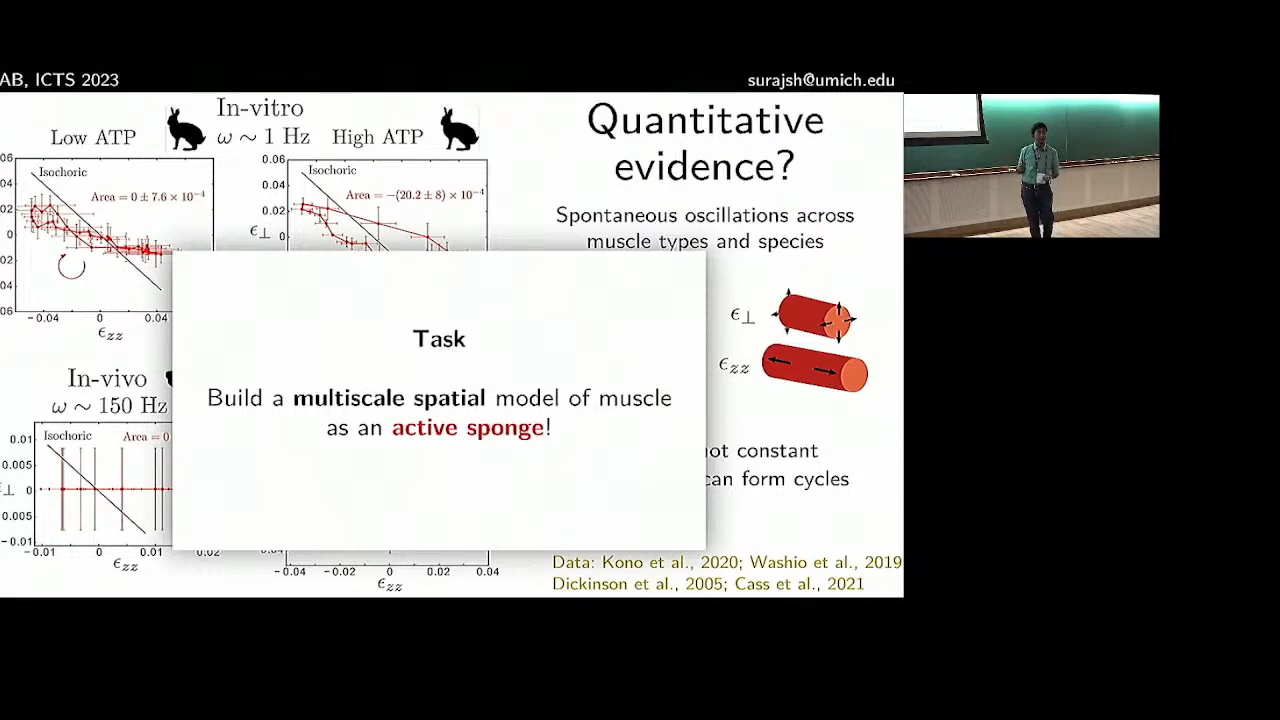 AB, ICTS 2023
surajsh@umich.edu
In-vitro
Low ATP
ω ∼ 1 Hz
High ATP
Quantitative
evidence?
Spontaneous oscillations across
muscle types and species
06
04
02
0
02
04
06
Isochoric
Area = 0 ± 7.6 × 10⁻⁴
−0.04
0
0.04
ϵzz
0.06
0.04
0.02
0
ϵ⊥
Isochoric
Area = −(20.2 ± 8) × 10⁻⁴
ϵ⊥
ϵzz
Task
Build a multiscale spatial model of muscle
as an active sponge!
In-vivo
ω ∼ 150 Hz
0.01
0.005
⊥ 0
0.005
−0.01
Isochoric
Area = 0
−0.01
0
0.01
ϵzz
0.02
−0.04
−0.02
0
0.02
0.04
ϵzz
not constant
can form cycles
Data: Kono et al., 2020; Washio et al., 2019
Dickinson et al., 2005; Cass et al., 2021